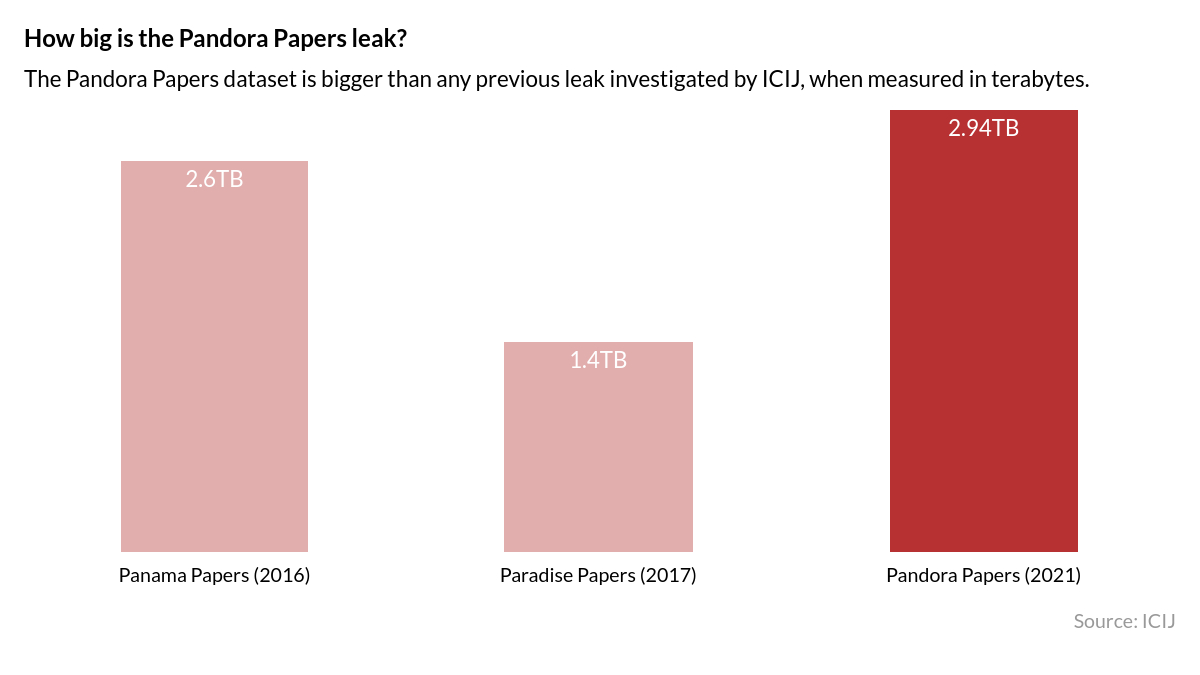 How big is the Pandora Papers leak?
The Pandora Papers dataset is bigger than any previous leak investigated by ICIJ, when measured in terabytes.
2.6TB
1.4TB
2.94TB
Panama Papers (2016)
Paradise Papers (2017)
Pandora Papers (2021)
Source: ICIJ